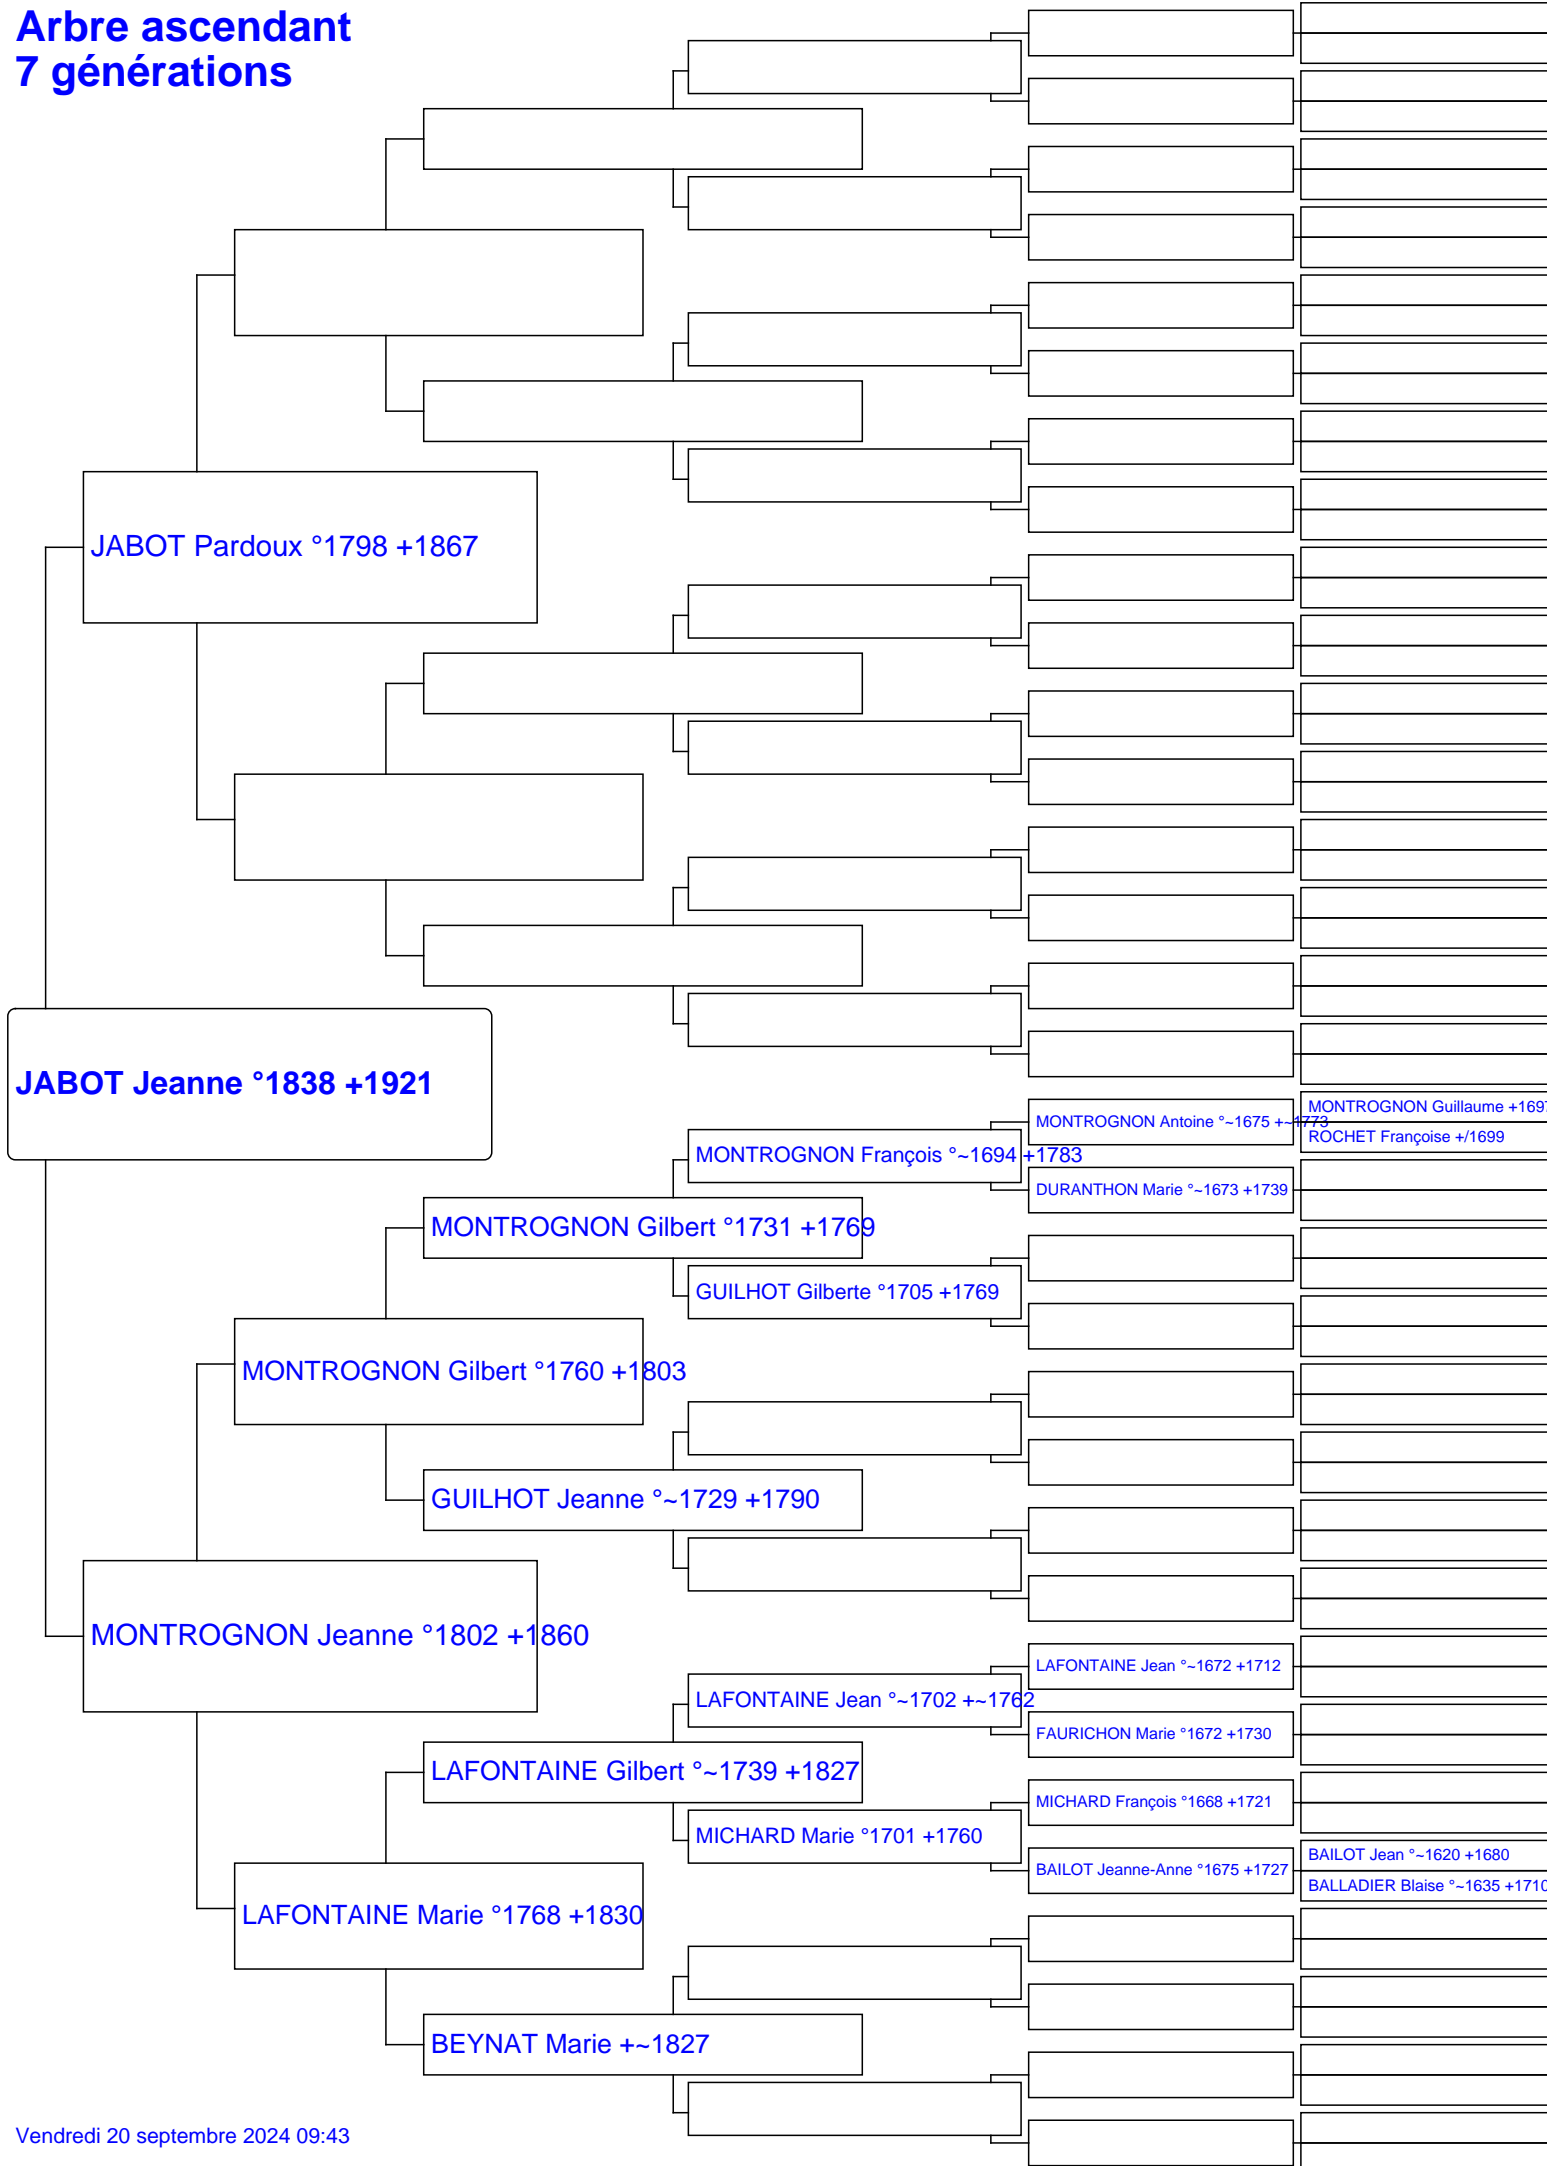 Arbre ascendant
7 générations
JABOT Pardoux °1798 +1867
JABOT Jeanne °1838 +1921
MONTROGNON Guillaume +1697
MONTROGNON Antoine °~1675 +~1773
ROCHET Françoise +/1699
MONTROGNON François °~1694 +1783
DURANTHON Marie °~1673 +1739
MONTROGNON Gilbert °1731 +1769
GUILHOT Gilberte °1705 +1769
MONTROGNON Gilbert °1760 +1803
GUILHOT Jeanne °~1729 +1790
MONTROGNON Jeanne °1802 +1860
LAFONTAINE Jean °~1672 +1712
LAFONTAINE Jean °~1702 +~1762
FAURICHON Marie °1672 +1730
LAFONTAINE Gilbert °~1739 +1827
MICHARD François °1668 +1721
MICHARD Marie °1701 +1760
BAILOT Jean °~1620 +1680
BAILOT Jeanne-Anne °1675 +1727
BALLADIER Blaise °~1635 +1710
LAFONTAINE Marie °1768 +1830
BEYNAT Marie +~1827
Vendredi 20 septembre 2024 09:43